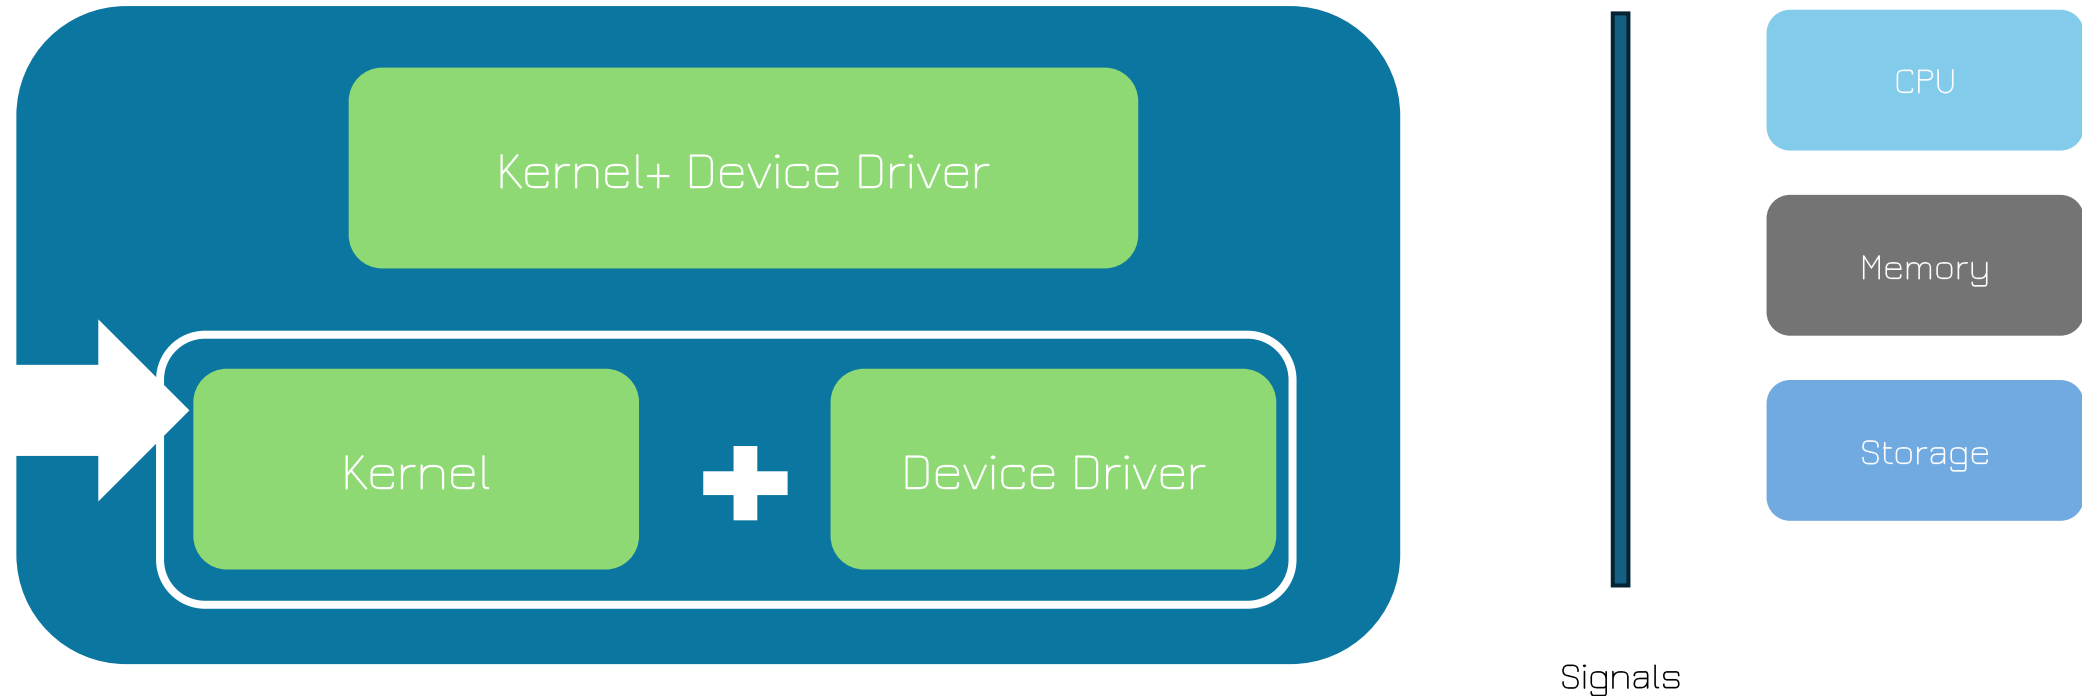 Kernel+ Device Driver
Kernel
Device Driver
CPU
Memory
Storage
Signals